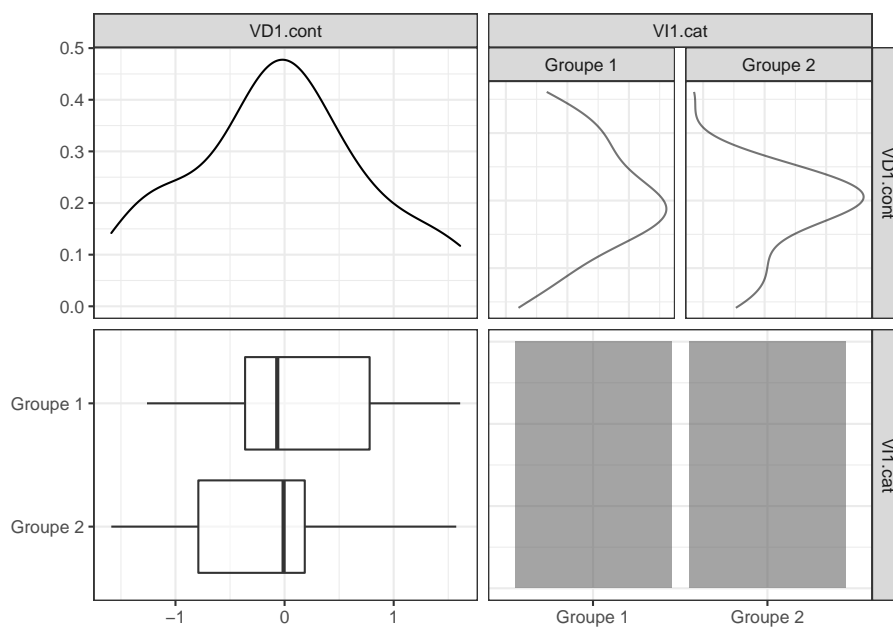 VD1.cont
VI1.cat
Groupe 1
Groupe 2
VD1.cont
0.5
0.4
0.3
0.2
0.1
0.0
Groupe 1
Groupe 2
VI1.cat
−1
0
1
Groupe 1
Groupe 2